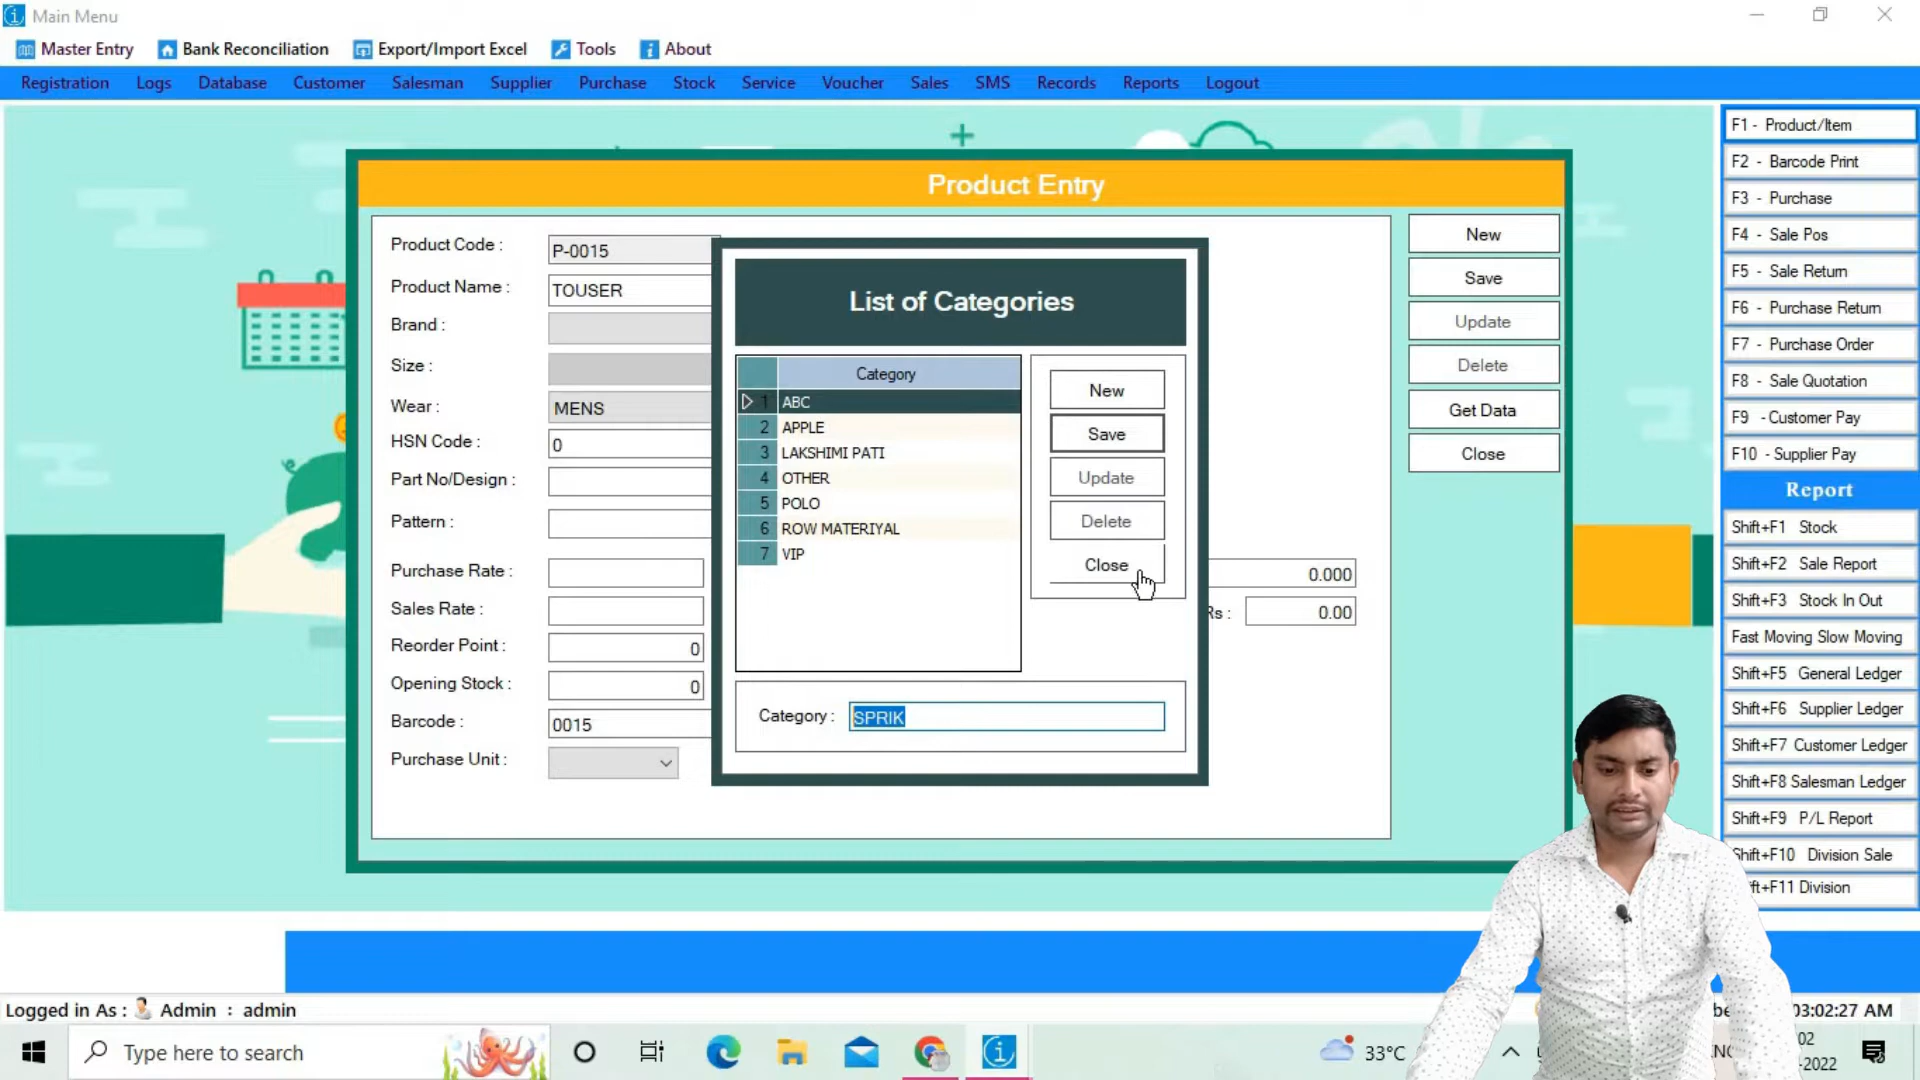 Main Menu
Master Entry Bank Reconciliation Export/Import Excel Tools About
Registration Logs Database Customer Salesman Supplier Purchase Stock Service Voucher Sales SMS Records Reports Logout
Product Entry
Product Code : P-0015
Product Name : TOUSER
Brand :
Size :
Wear : MENS
HSN Code : 0
Part No/Design :
Pattern :
Purchase Rate : 0.000
Sales Rate : Rs : 0.00
Reorder Point : 0
Opening Stock : 0
Barcode : 0015
Purchase Unit :
List of Categories
Category
1 ABC
2 APPLE
3 LAKSHIMI PATI
4 OTHER
5 POLO
6 ROW MATERIYAL
7 VIP
New
Save
Update
Delete
Close
Category : SPRIK
New
Save
Update
Delete
Get Data
Close
F1 - Product/Item
F2 - Barcode Print
F3 - Purchase
F4 - Sale Pos
F5 - Sale Return
F6 - Purchase Return
F7 - Purchase Order
F8 - Sale Quotation
F9 - Customer Pay
F10 - Supplier Pay
Report
Shift+F1 Stock
Shift+F2 Sale Report
Shift+F3 Stock In Out
Fast Moving Slow Moving
Shift+F5 General Ledger
Shift+F6 Supplier Ledger
Shift+F7 Customer Ledger
Shift+F8 Salesman Ledger
Shift+F9 P/L Report
Shift+F10 Division Sale
F11 Division
Logged in As : Admin : admin
03:02:27 AM
Type here to search
33°C
02
-2022